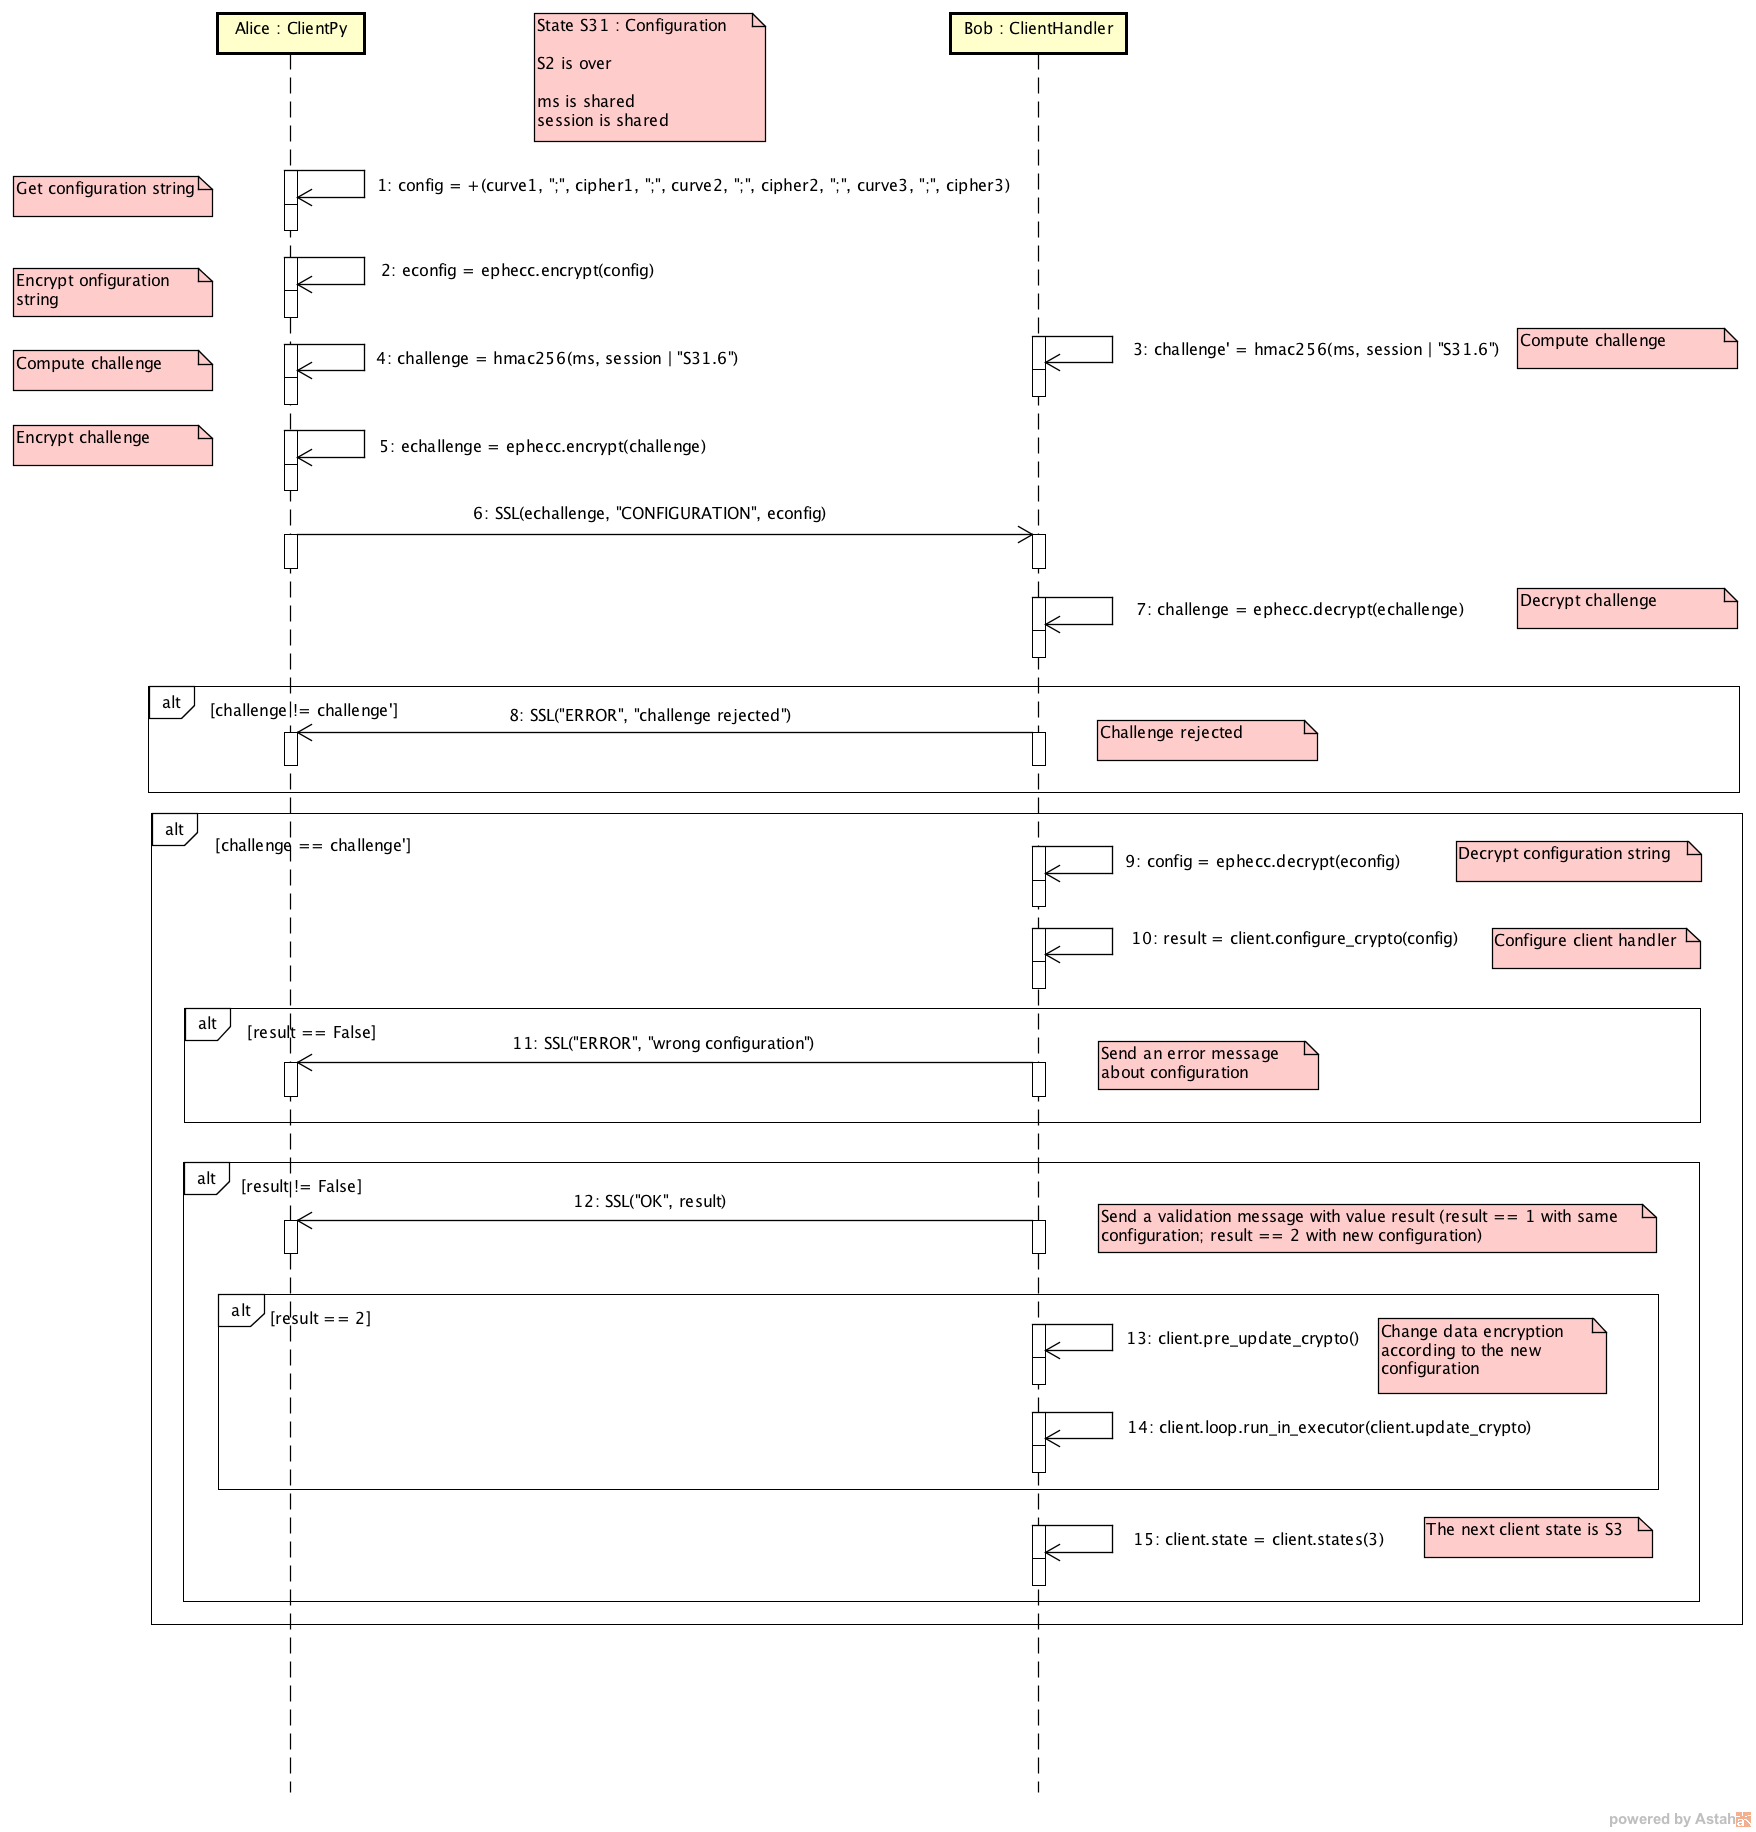 Alice : ClientPy
State S31 : Configuration
S2 is over
ms is shared
session is shared
Bob : ClientHandler
Get configuration string
1: config = +(curve1, ";", cipher1, ";", curve2, ";", cipher2, ";", curve3, ";", cipher3)
Encrypt onfiguration
string
2: econfig = ephecc.encrypt(config)
3: challenge' = hmac256(ms, session | "S31.6")
Compute challenge
Compute challenge
4: challenge = hmac256(ms, session | "S31.6")
Encrypt challenge
5: echallenge = ephecc.encrypt(challenge)
6: SSL(echallenge, "CONFIGURATION", econfig)
7: challenge = ephecc.decrypt(echallenge)
Decrypt challenge
alt
[challenge != challenge']
8: SSL("ERROR", "challenge rejected")
Challenge rejected
alt
[challenge == challenge']
9: config = ephecc.decrypt(econfig)
Decrypt configuration string
10: result = client.configure_crypto(config)
Configure client handler
alt
[result == False]
11: SSL("ERROR", "wrong configuration")
Send an error message
about configuration
alt
[result != False]
12: SSL("OK", result)
Send a validation message with value result (result == 1 with same
configuration; result == 2 with new configuration)
alt
[result == 2]
13: client.pre_update_crypto()
Change data encryption
according to the new
configuration
14: client.loop.run_in_executor(client.update_crypto)
15: client.state = client.states(3)
The next client state is S3
powered by Astah